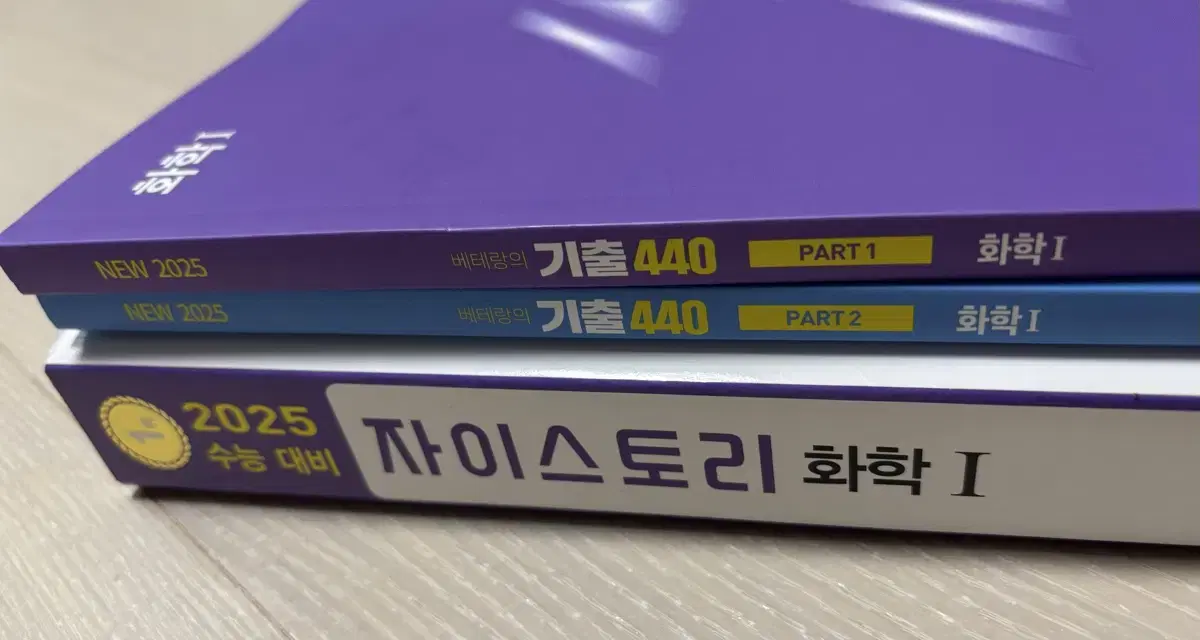 화학 I
NEW 2025 베테랑의 기출 440 PART 1 화학 I
NEW 2025 베테랑의 기출 440 PART 2 화학 I
2025
수능 대비
자이스토리 화학 I